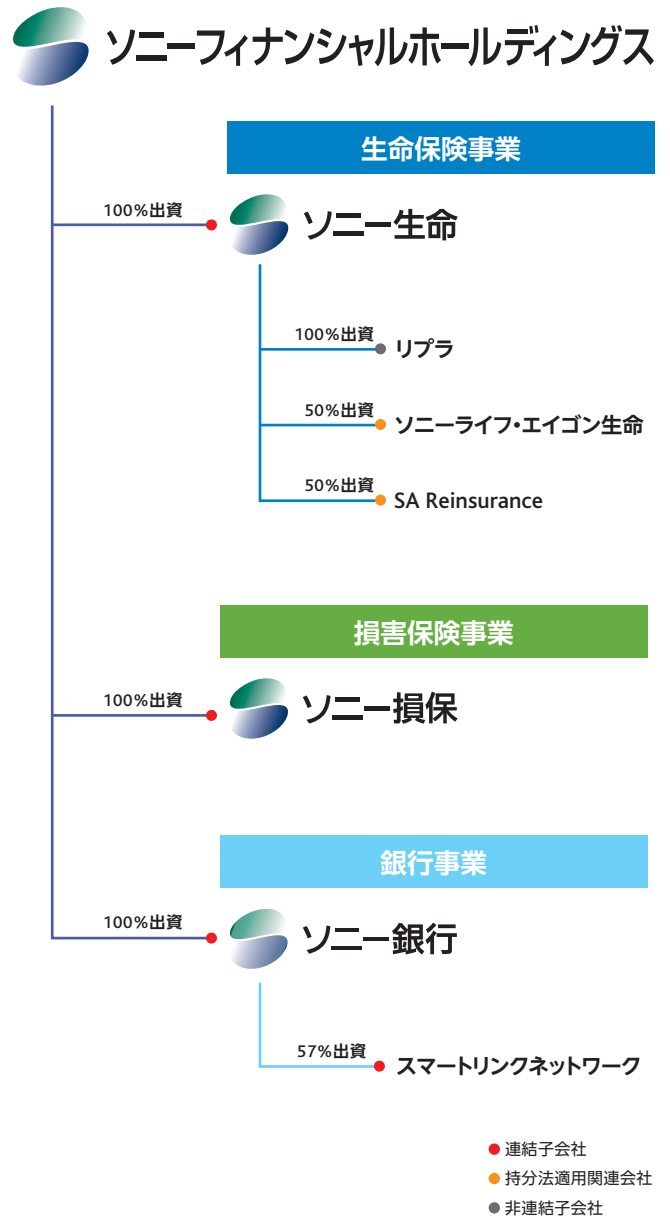 ソニーフィナンシャルホールディングス
生命保険事業
100%出資
ソニー生命
100%出資
リプラ
50%出資
ソニーライフ・エイゴン生命
50%出資
SA Reinsurance
損害保険事業
100%出資
ソニー損保
銀行事業
100%出資
ソニー銀行
57%出資
スマートリンクネットワーク
連結子会社
持分法適用関連会社
非連結子会社